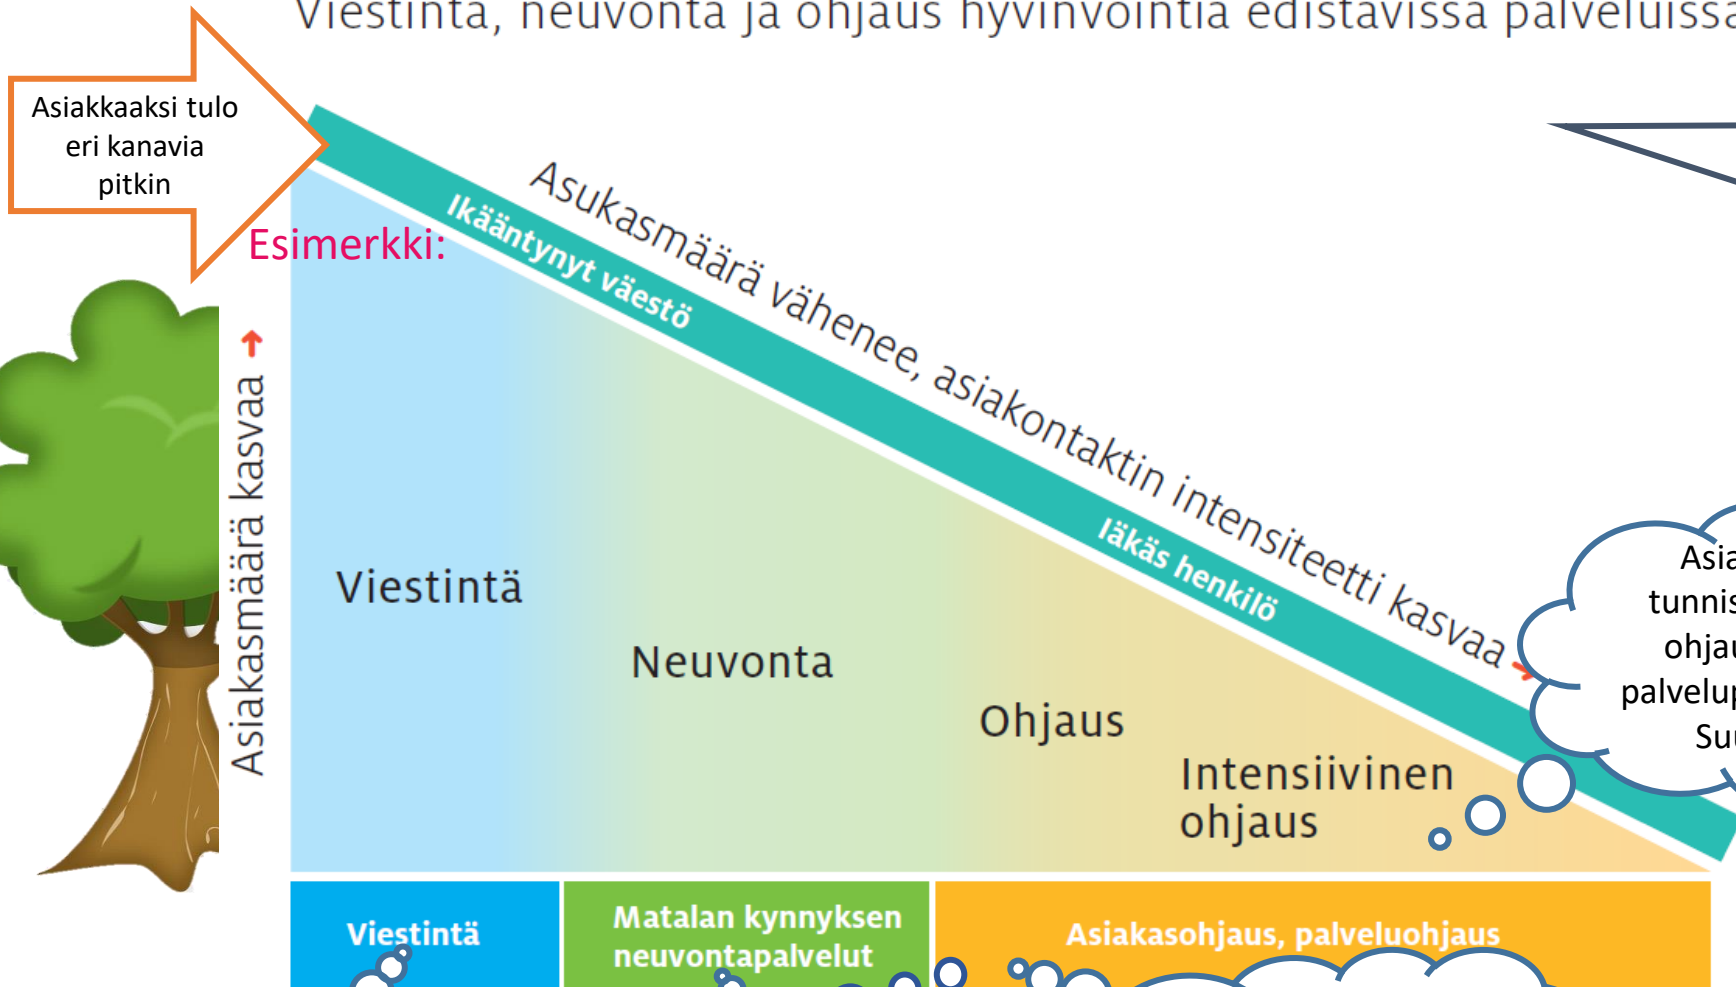 Viestintä, neuvonta ja ohjaus hyvinvointia edistävissä palveluissa
Asiakkaaksi tulo
eri kanavia
pitkin
Esimerkki:
Asukasmäärä vähenee, asiakontaktin intensiteetti kasvaa
Ikääntynyt väestö
Iäkäs henkilö
Asiakasmäärä kasvaa
Viestintä
Neuvonta
Ohjaus
Intensiivinen
ohjaus
Viestintä
Matalan kynnyksen
neuvontapalvelut
Asiakasohjaus, palveluohjaus